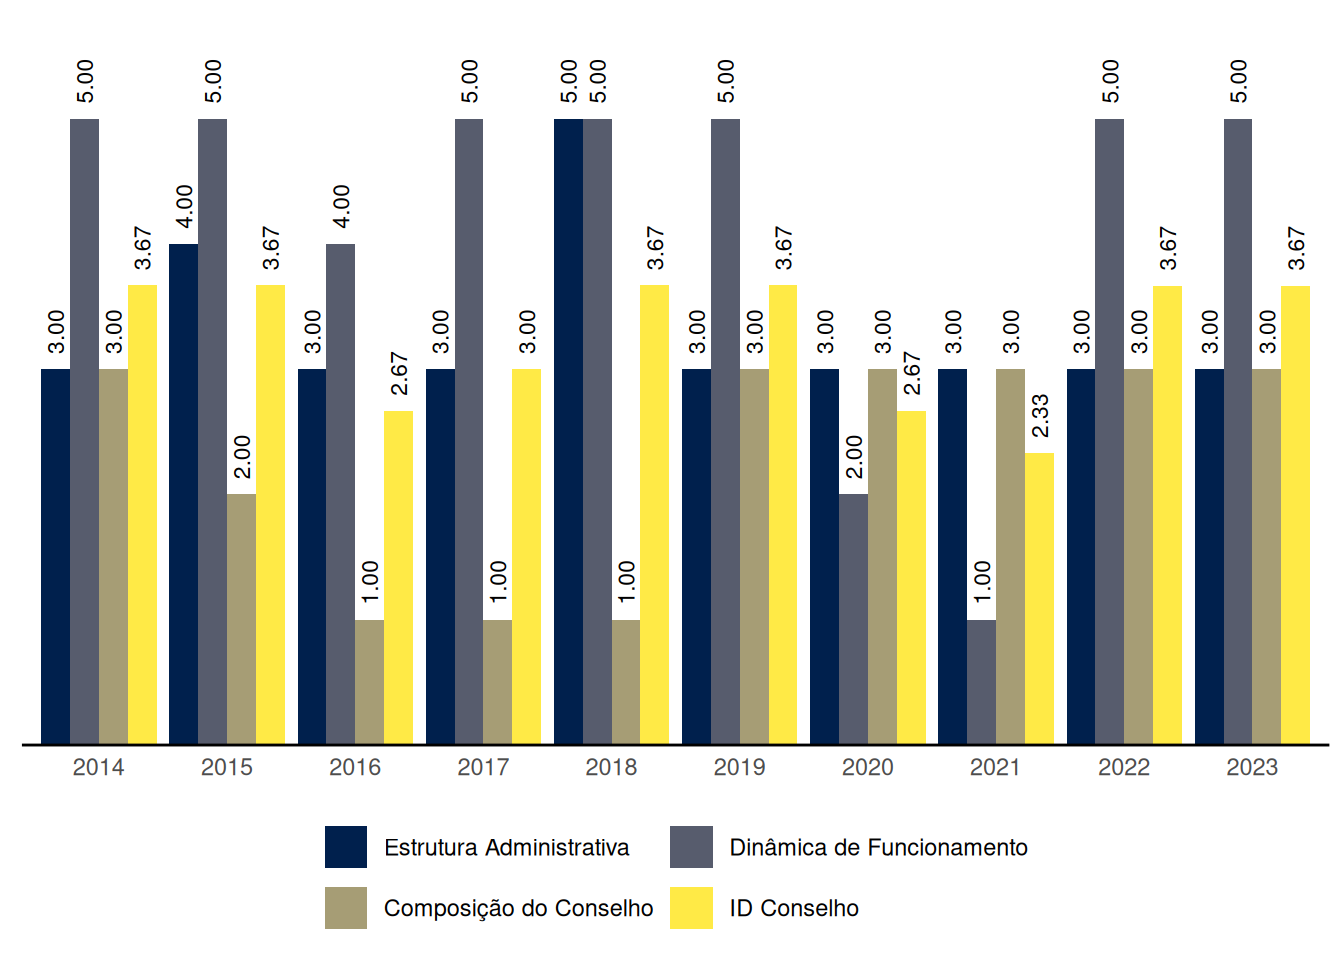 3.00 5.00 3.00 3.67 4.00 5.00 2.00 3.67 3.00 4.00 1.00 2.67 3.00 5.00 1.00 3.00 5.00 5.00 1.00 3.67 3.00 5.00 3.00 3.67 3.00 2.00 3.00 2.67 3.00 1.00 3.00 2.33 3.00 5.00 3.00 3.67 3.00 5.00 3.00 3.67
2014 2015 2016 2017 2018 2019 2020 2021 2022 2023
Estrutura Administrativa Dinâmica de Funcionamento
Composição do Conselho ID Conselho